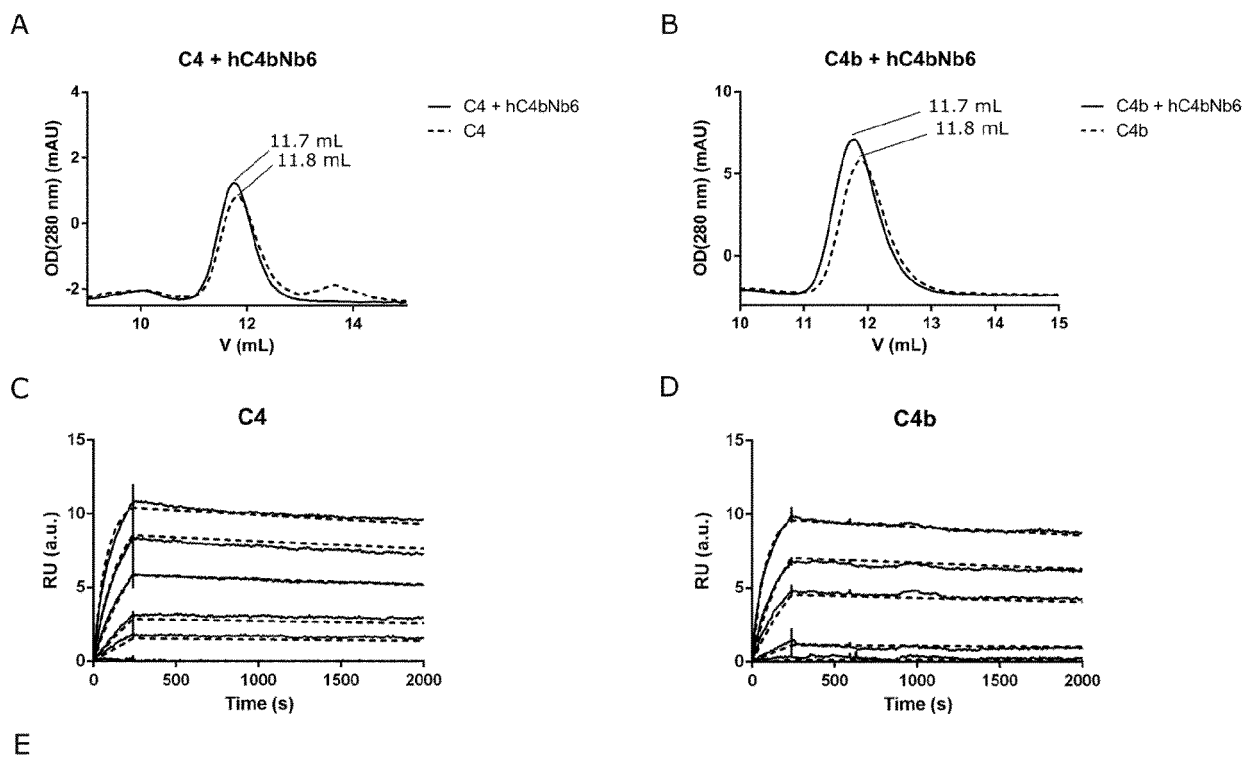 A
C4 + hC4bNb6
C4 + hC4bNb6
C4
11.7 mL
11.8 mL
OD(280 nm) (mAU)
4
2
0
-2
10
12
14
V (mL)
B
C4b + hC4bNb6
C4b + hC4bNb6
C4b
11.7 mL
11.8 mL
OD(280 nm) (mAU)
10
5
0
10
11
12
13
14
15
V (mL)
C
C4
RU (a.u.)
15
10
5
0
0
500
1000
1500
2000
Time (s)
D
C4b
RU (a.u.)
15
10
5
0
0
500
1000
1500
2000
Time (s)
E